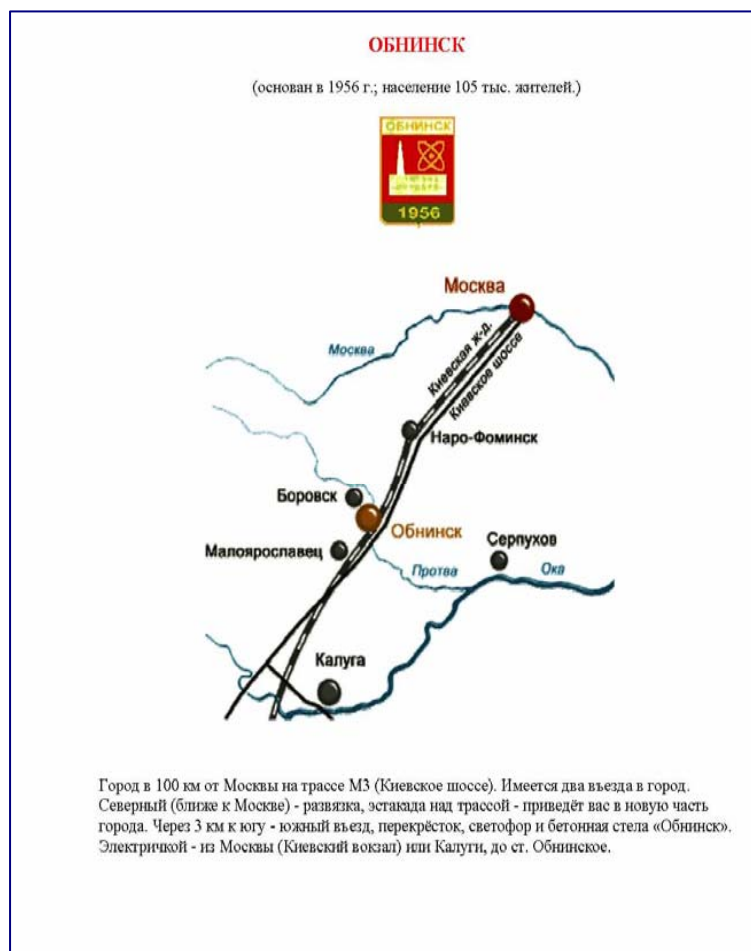 ОБНИНСК
(основан в 1956 г.; население 105 тыс. жителей.)
ОБНИНСК
1956
Москва
Москва
Киевская ж-д.
Киевское шоссе
Наро-Фоминск
Боровск
Обнинск
Малоярославец
Серпухов
Протва
Ока
Калуга
Город в 100 км от Москвы на трассе М3 (Киевское шоссе). Имеется два въезда в город.
Северный (ближе к Москве) - развязка, эстакада над трассой - приведёт вас в новую часть
города. Через 3 км к югу - южный въезд, перекрёсток, светофор и бетонная стела «Обнинск».
Электричкой - из Москвы (Киевский вокзал) или Калуги, до ст. Обнинское.